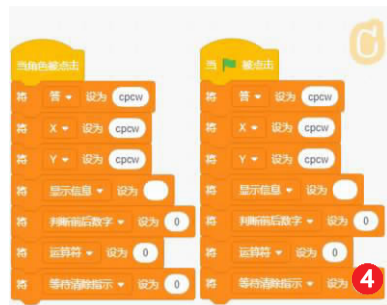 C
当角色被点击
将 答 设为 cpcw
将 X 设为 cpcw
将 Y 设为 cpcw
将 显示信息 设为
将 判断前后数字 设为 0
将 运算符 设为 0
将 等待清除指示 设为 0
当 被点击
将 答 设为 cpcw
将 X 设为 cpcw
将 Y 设为 cpcw
将 显示信息 设为
将 判断前后数字 设为 0
将 运算符 设为 0
将 等待清除指示 设为
4